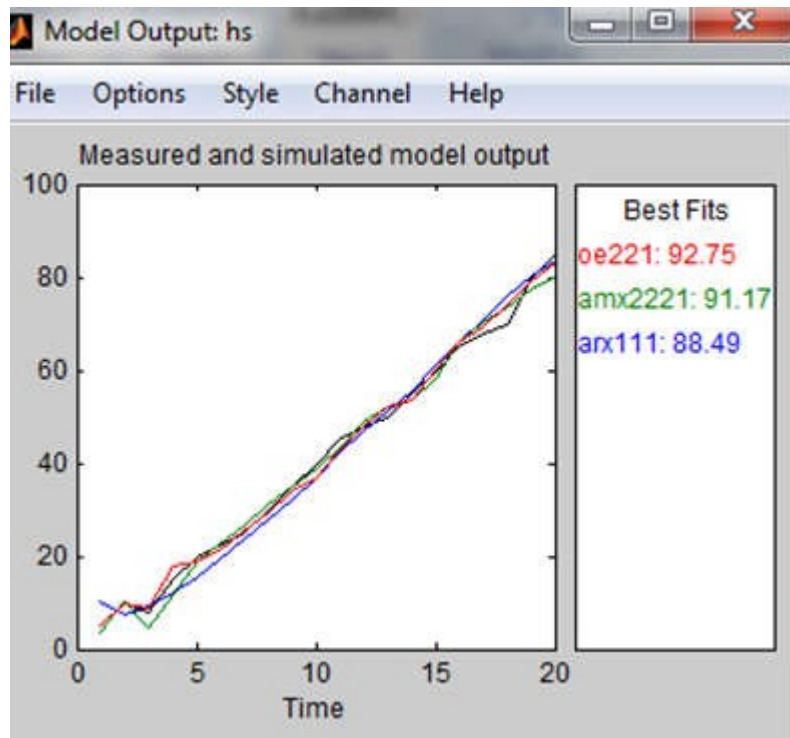 Model Output: hs
File Options Style Channel Help
Measured and simulated model output
100
80
60
40
20
0
0 5 10 15 20
Time
Best Fits
oe221: 92.75
amx2221: 91.17
arx111: 88.49